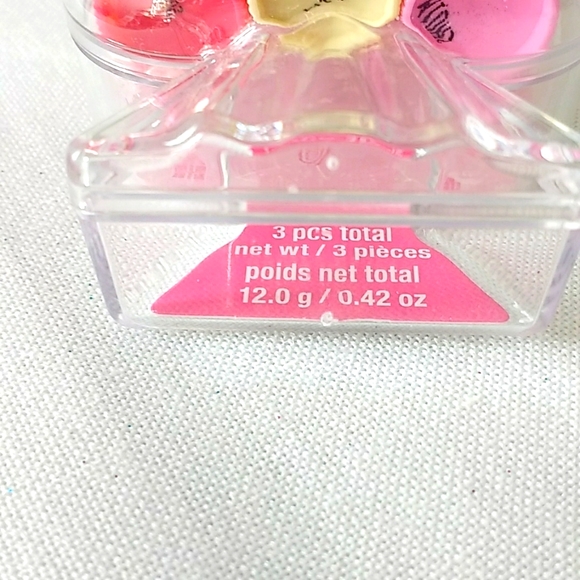 3 pcs total
net wt / 3 pièces
poids net total
12.0 g / 0.42 oz